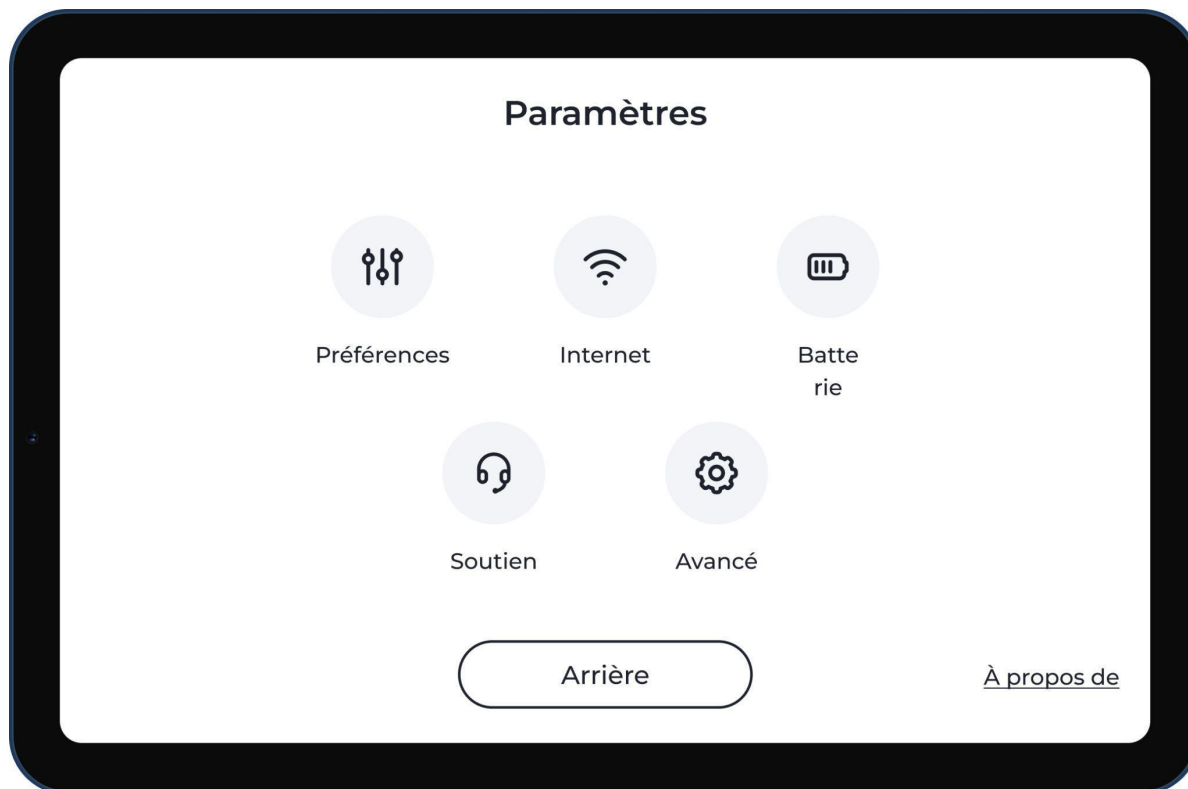 Paramètres
Préférences
Internet
Batte
rie
Soutien
Avancé
Arrière
À propos de